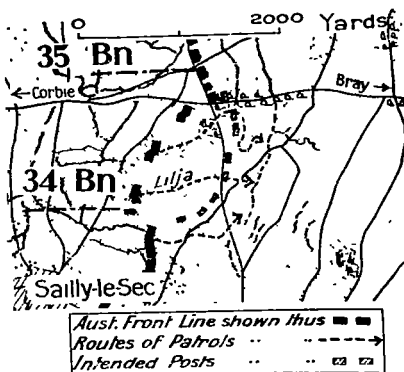 0 2000 Yards
35 Bn
Corbie
Bray
34 Bn
Lilja
Sailly-le-Sec
Aust. Front Line shown thus
Routes of Patrols " "
Intended Posts " "